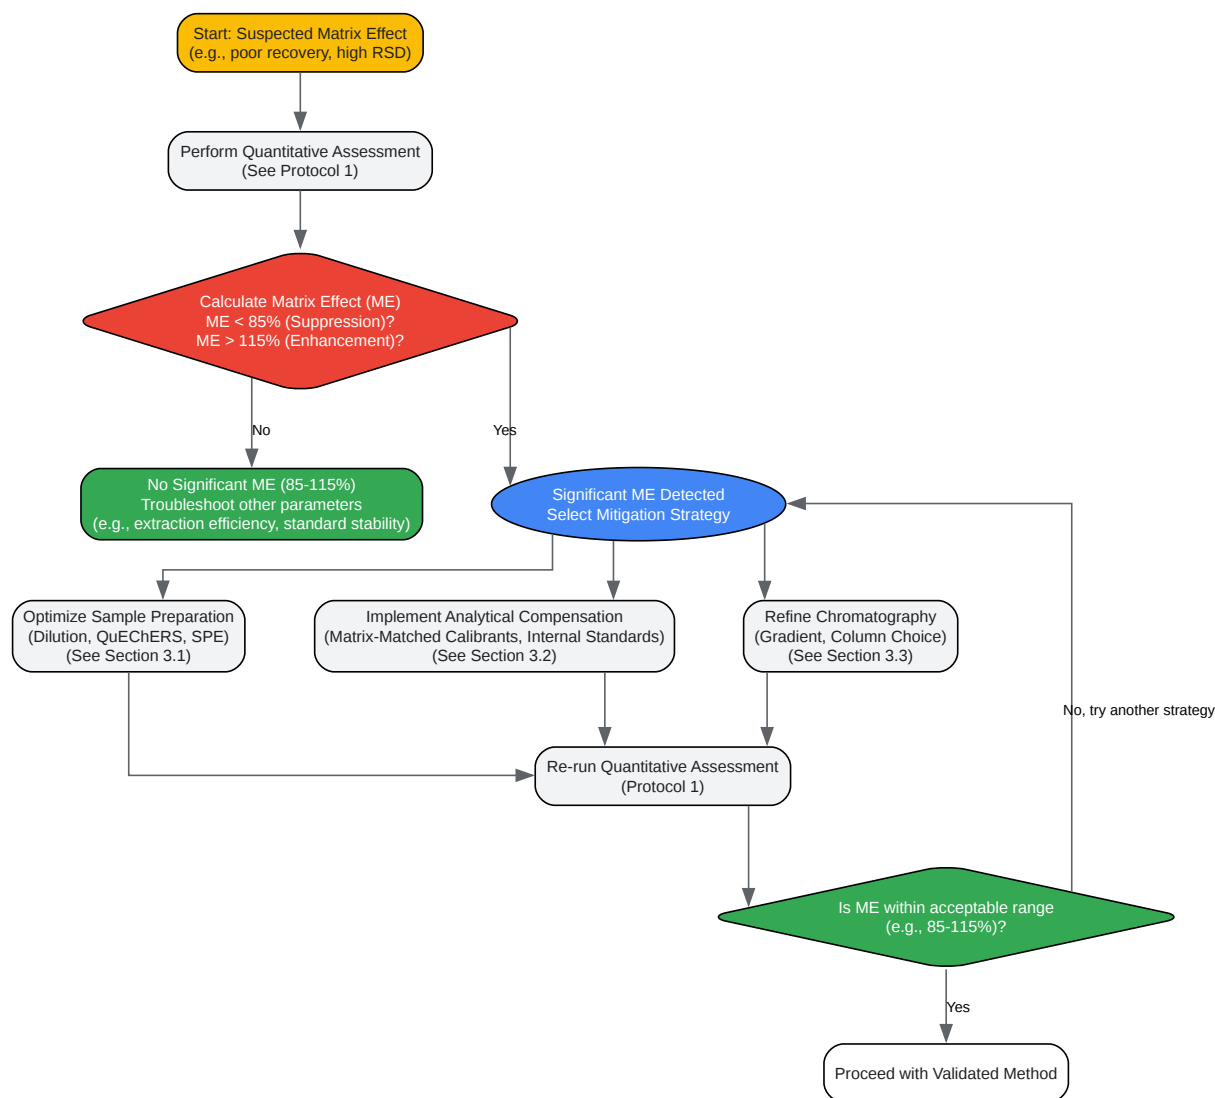 Start: Suspected Matrix Effect
(e.g., poor recovery, high RSD)
Perform Quantitative Assessment
(See Protocol 1)
Calculate Matrix Effect (ME)
ME < 85% (Suppression)?
ME > 115% (Enhancement)?
No
Yes
No Significant ME (85-115%)
Troubleshoot other parameters
(e.g., extraction efficiency, standard stability)
Significant ME Detected
Select Mitigation Strategy
Optimize Sample Preparation
(Dilution, QuEChERS, SPE)
(See Section 3.1)
Implement Analytical Compensation
(Matrix-Matched Calibrants, Internal Standards)
(See Section 3.2)
Refine Chromatography
(Gradient, Column Choice)
(See Section 3.3)
No, try another strategy
Re-run Quantitative Assessment
(Protocol 1)
Is ME within acceptable range
(e.g., 85-115%)?
Yes
Proceed with Validated Method